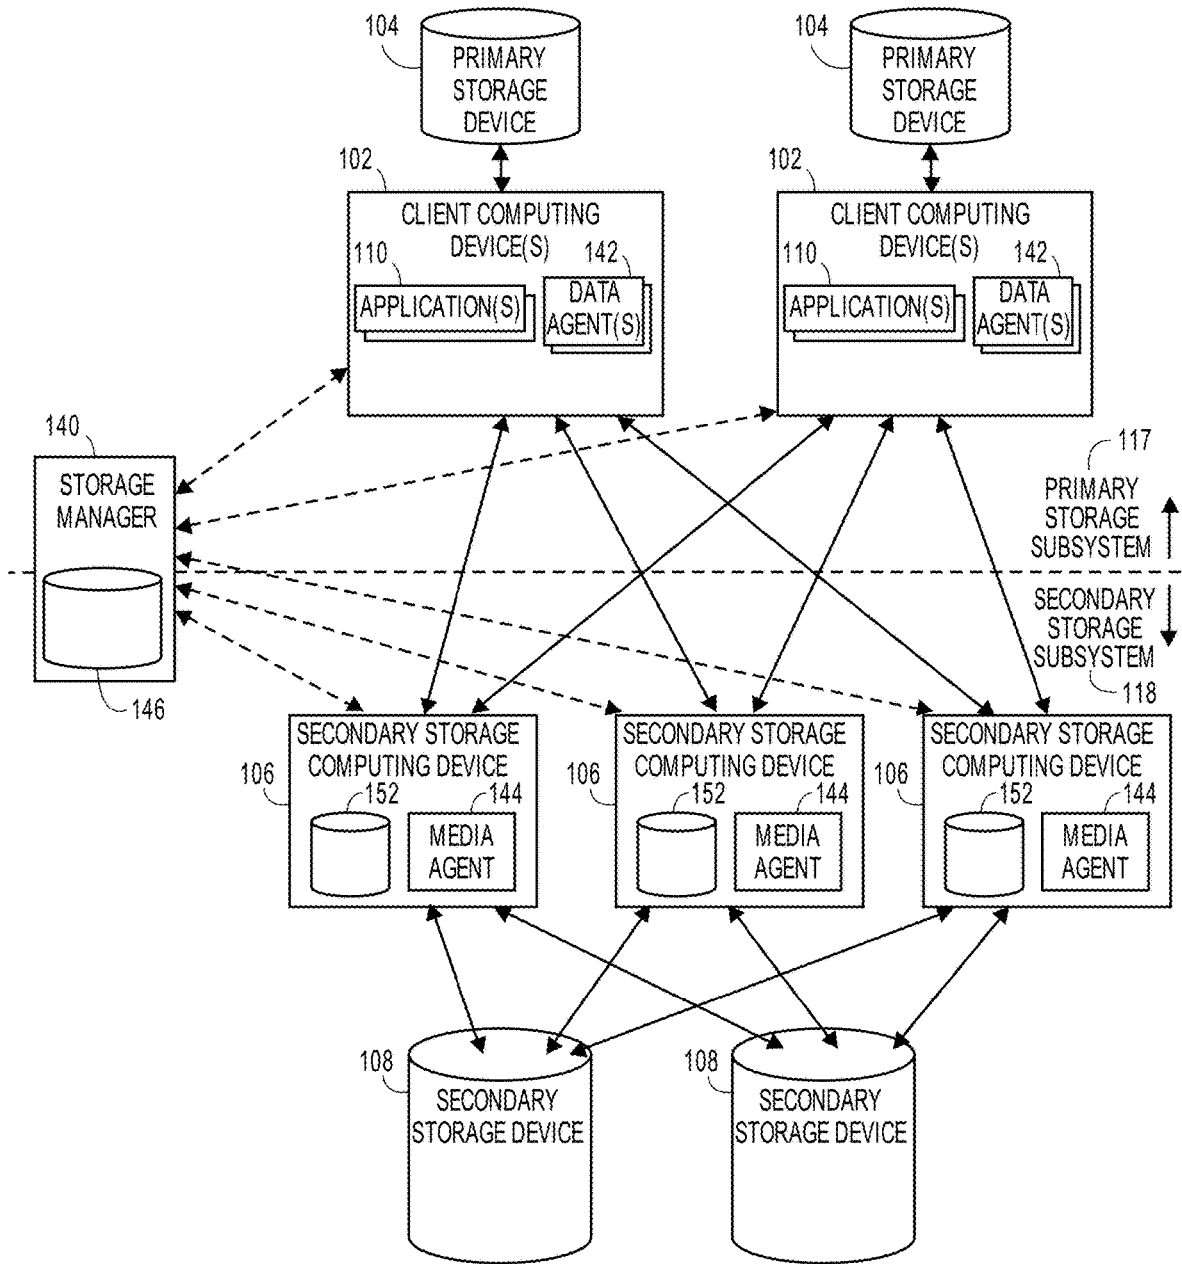 104
PRIMARY
STORAGE
DEVICE
104
PRIMARY
STORAGE
DEVICE
102
CLIENT COMPUTING
DEVICE(S)
110
APPLICATION(S)
142
DATA
AGENT(S)
102
CLIENT COMPUTING
DEVICE(S)
110
APPLICATION(S)
142
DATA
AGENT(S)
140
STORAGE
MANAGER
146
117
PRIMARY
STORAGE
SUBSYSTEM
SECONDARY
STORAGE
SUBSYSTEM
118
SECONDARY STORAGE
COMPUTING DEVICE
106
152
144
MEDIA
AGENT
SECONDARY STORAGE
COMPUTING DEVICE
106
152
144
MEDIA
AGENT
SECONDARY STORAGE
COMPUTING DEVICE
106
152
144
MEDIA
AGENT
108
SECONDARY
STORAGE DEVICE
108
SECONDARY
STORAGE DEVICE